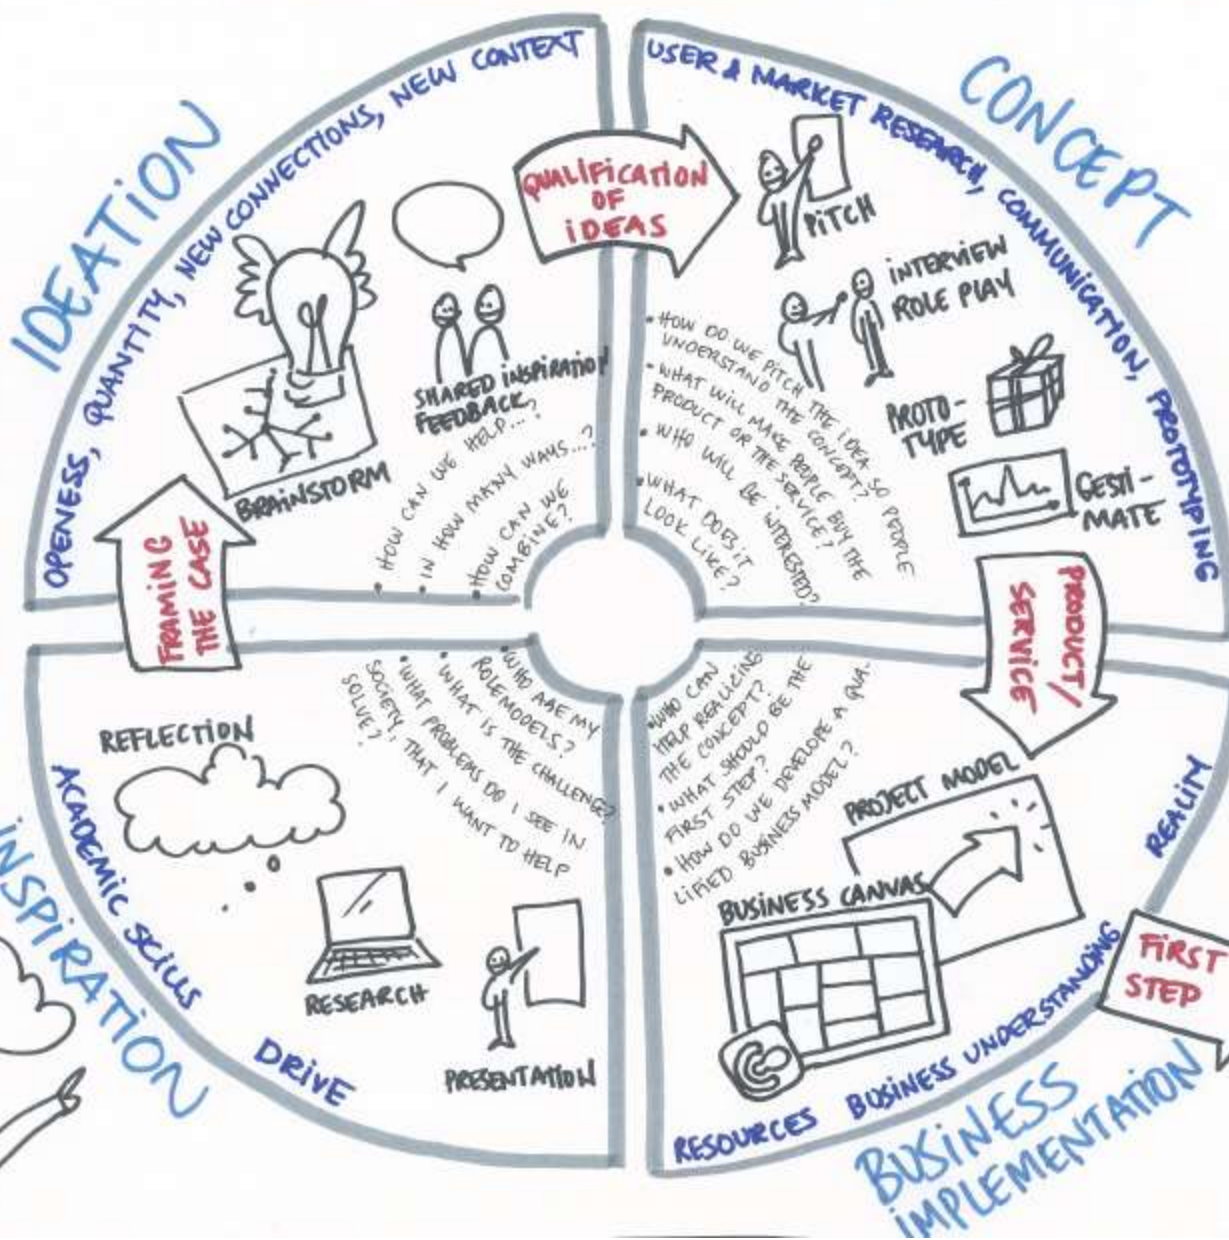 IDEATION
OPENESS, QUANTITY, NEW CONNECTIONS, NEW CONTEXT
SHARED INSPIRATION
FEEDBACK
BRAINSTORM
• HOW CAN WE HELP...?
• IN HOW MANY WAYS...?
• HOW CAN WE
COMBINE?
QUALIFICATION
OF
IDEAS
CONCEPT
USER & MARKET RESEARCH, COMMUNICATION, PROTOTYPING
PITCH
INTERVIEW
ROLE PLAY
PROTO-
TYPE
GESTI-
MATE
• HOW DO WE PITCH THE IDEA SO PEOPLE
UNDERSTAND THE CONCEPT?
• WHAT WILL MAKE PEOPLE BUY THE
PRODUCT OR THE SERVICE?
• WHO WILL BE INTERESTED?
• WHAT DOES IT
LOOK LIKE?
PRODUCT/
SERVICE
FRAMING
THE CASE
INSPIRATION
ACADEMIC SKILLS
DRIVE
REFLECTION
RESEARCH
PRESENTATION
• WHO ARE MY
ROLEMODELS?
• WHAT IS THE CHALLENGE?
• WHAT PROBLEMS DO I SEE IN
SOCIETY, THAT I WANT TO HELP
SOLVE?
• WHO CAN
HELP REALIZING
THE CONCEPT?
• WHAT SHOULD BE THE
FIRST STEP?
• HOW DO WE DEVELOPE A QUA-
LIFIED BUSINESS MODEL?
PROJECT MODEL
BUSINESS CANVAS
RESOURCES BUSINESS UNDERSTANDING
REALITY
FIRST
STEP
BUSINESS
IMPLEMENTATION